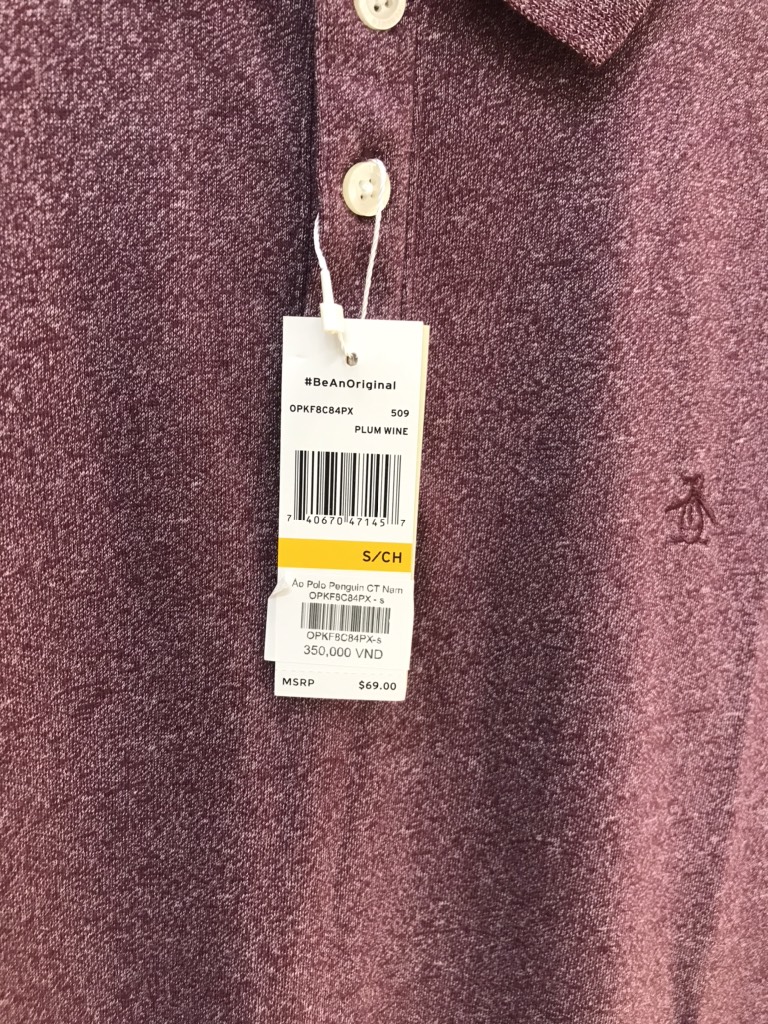 #BeAnOriginal
OPKF8C84PX 509
PLUM WINE
7 40670 47145 7
S/CH
Áo Polo Penguin CT Nam
OPKF8C84PX - s
OPKF8C84PX-s
350,000 VND
MSRP $69.00